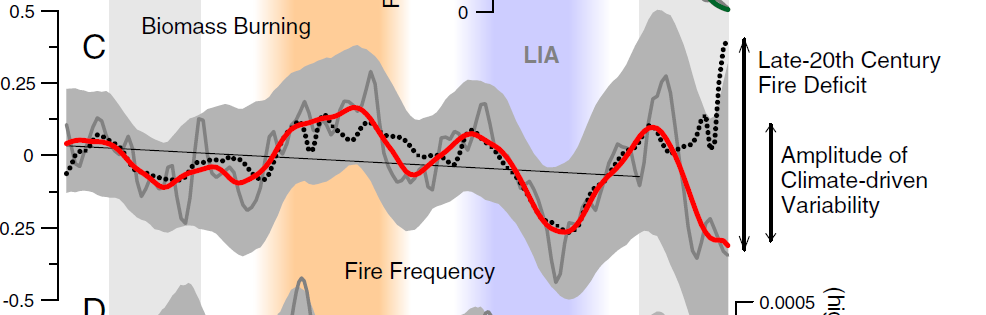 0.5
Biomass Burning
0
C
LIA
Late-20th Century
Fire Deficit
0.25
0
Amplitude of
Climate-driven
Variability
0.25
Fire Frequency
-0.5
D
0.0005